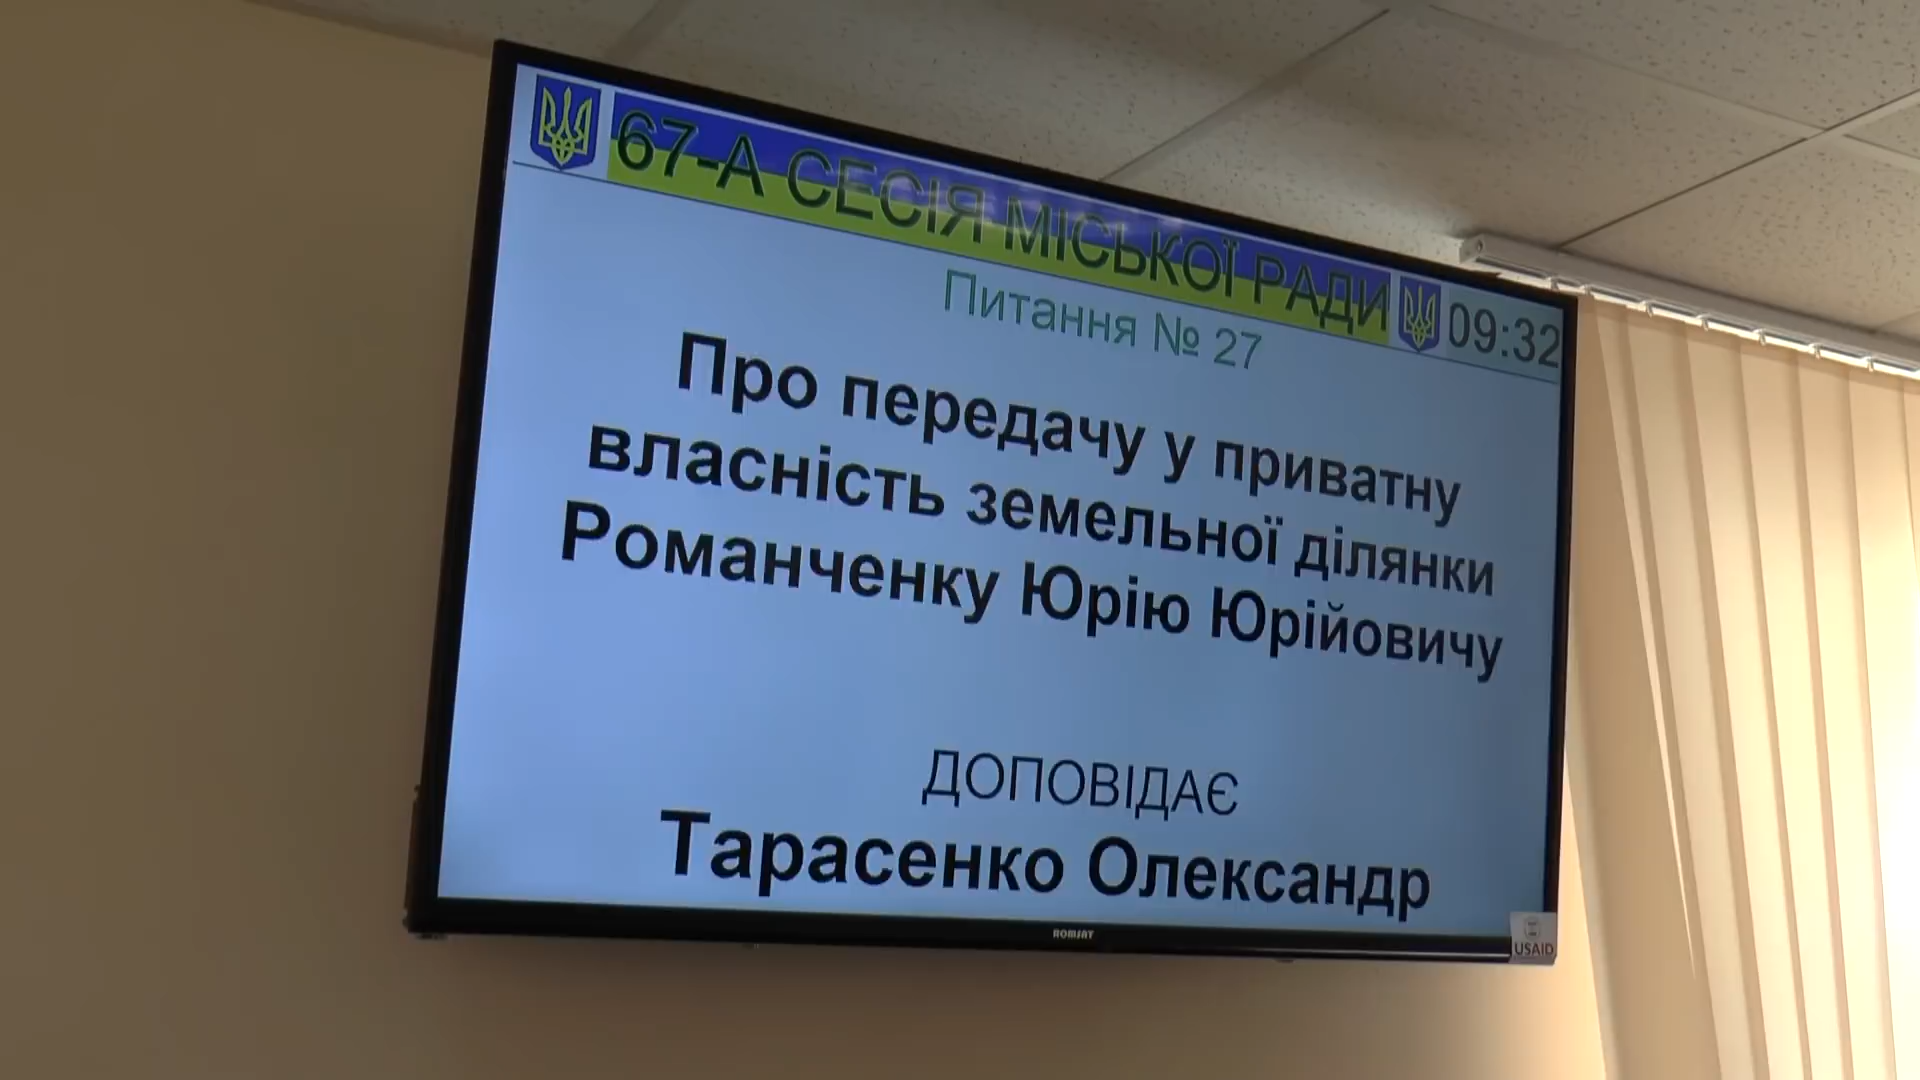 67-А СЕСІЯ МІСЬКОЇ РАДИ 09:32
Питання № 27
Про передачу у приватну
власність земельної ділянки
Романченку Юрію Юрійовичу
ДОПОВІДАЄ
Тарасенко Олександр
ROMSAT
USAID